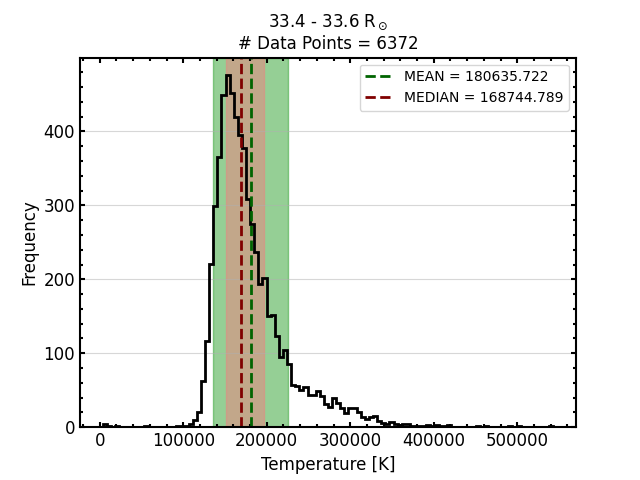 33.4 - 33.6 R⊙
# Data Points = 6372
MEAN = 180635.722
MEDIAN = 168744.789
Frequency
400
300
200
100
0
0 100000 200000 300000 400000 500000
Temperature [K]